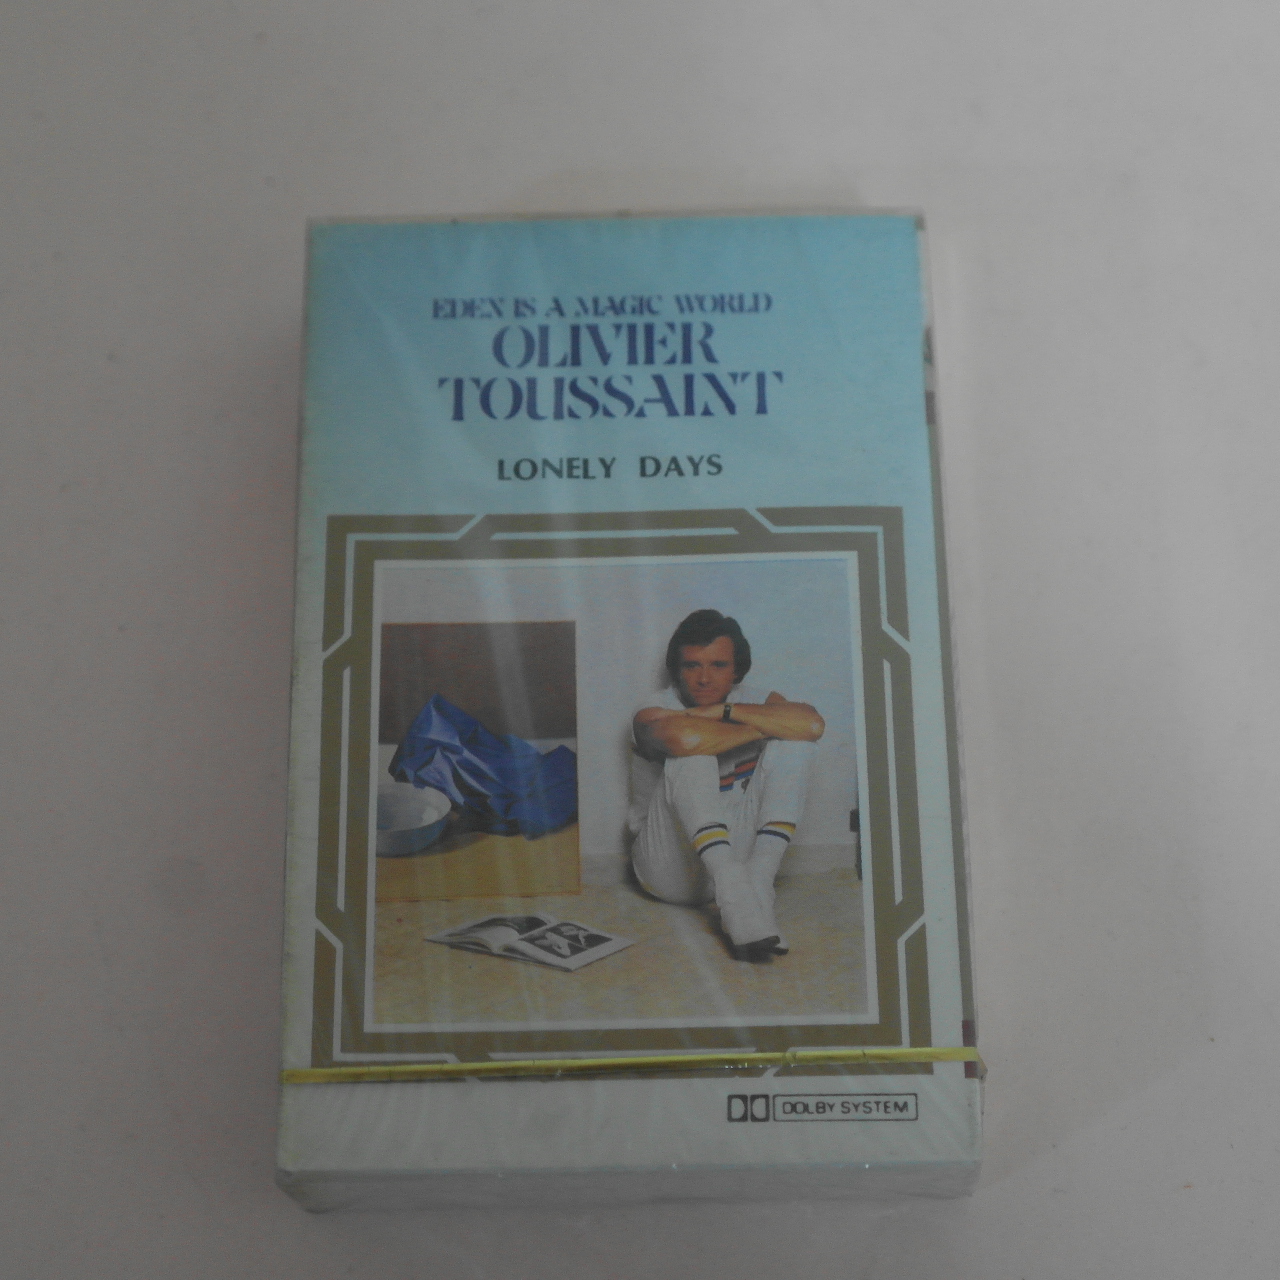 EDEN IS A MAGIC WORLD
OLIVIER
TOUSSAINT
LONELY DAYS
DOLBY SYSTEM